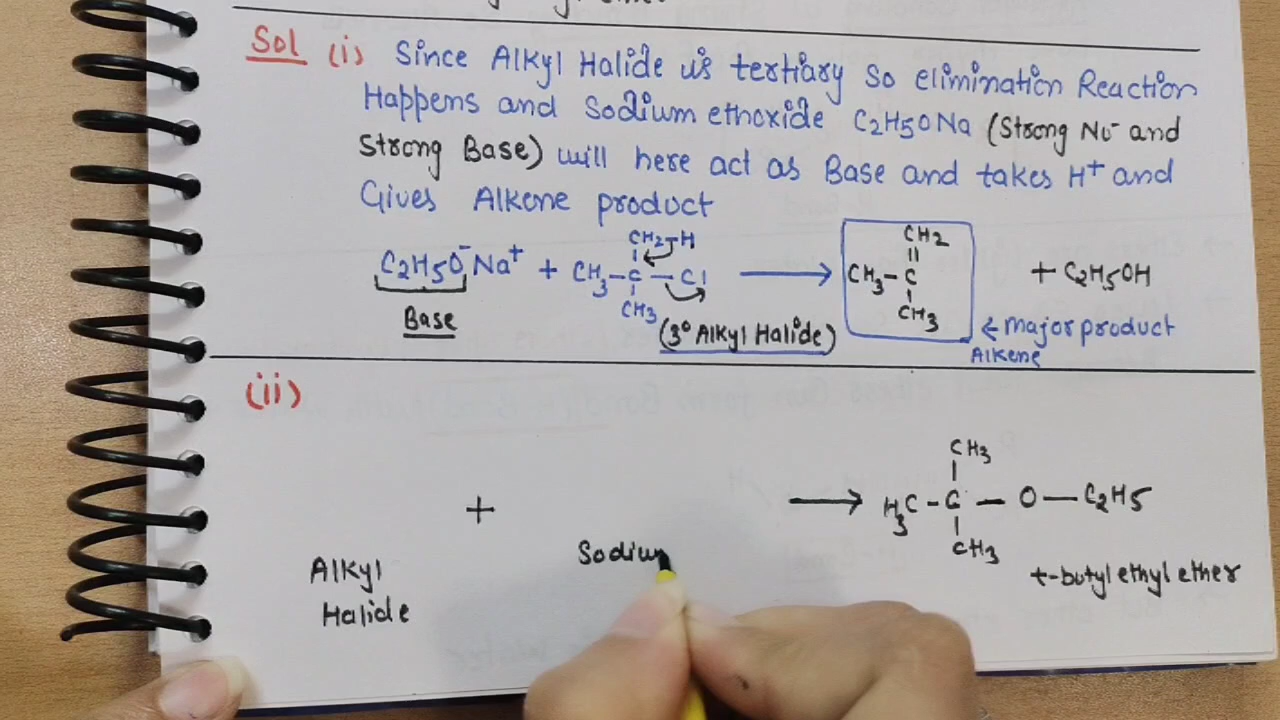 Sol (i) Since Alkyl Halide is tertiary So elimination Reaction
Happens and Sodium ethoxide C2H5ONa (Strong Nu- and
Strong Base) will here act as Base and takes H+ and
Gives Alkene product
CH2-H
C2H5O- Na+ + CH3-C-Cl → CH3-C + C2H5OH
CH2
||
CH3
CH3
Base
(3° Alkyl Halide)
← Major product
Alkene
(ii)
CH3
+ → H3C-C-O-C2H5
CH3
Alkyl
Halide
Sodiu
t-butyl ethyl ether